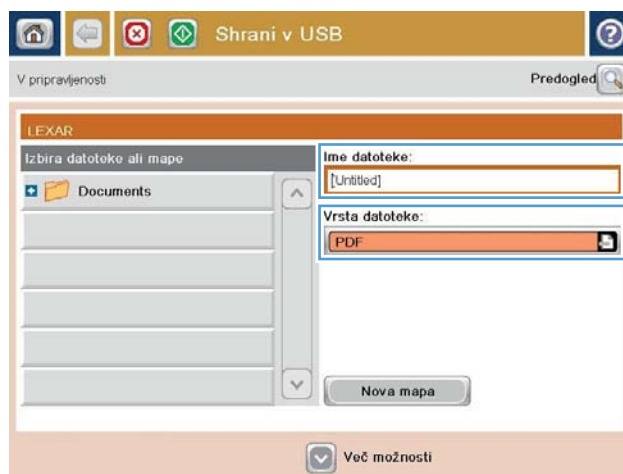 Shrani v USB
V pripravljenosti
Predogled
LEXAR
Izbira datoteke ali mape
Documents
Ime datoteke:
[Untitled]
Vrsta datoteke:
PDF
Nova mapa
Več možnosti